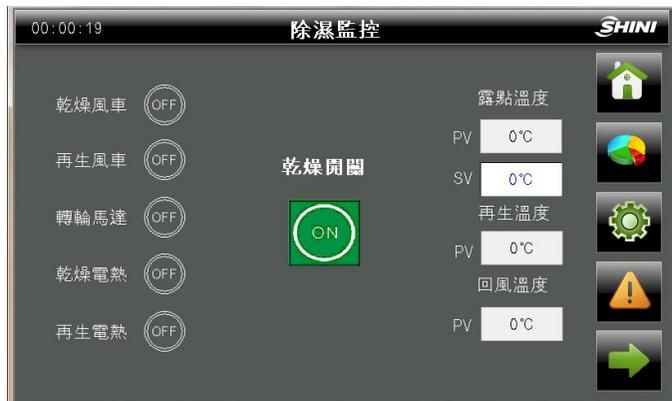 00:00:19
除濕監控
SHINI
乾燥風車 OFF
再生風車 OFF
轉輪馬達 OFF
乾燥電熱 OFF
再生電熱 OFF
乾燥開關
ON
露點溫度
PV 0℃
SV 0℃
再生溫度
PV 0℃
回風溫度
PV 0℃